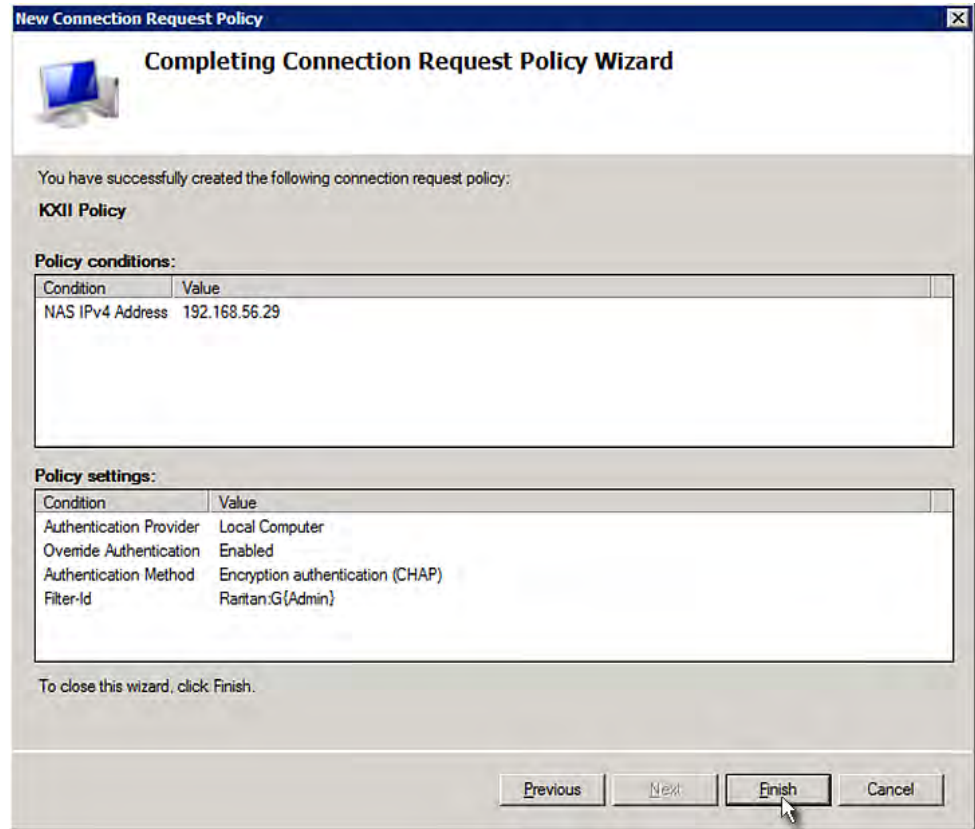 New Connection Request Policy
Completing Connection Request Policy Wizard
You have successfully created the following connection request policy:
KXII Policy
Policy conditions:
Condition Value
NAS IPv4 Address 192.168.56.29
Policy settings:
Condition Value
Authentication Provider Local Computer
Override Authentication Enabled
Authentication Method Encryption authentication (CHAP)
Filter-Id Raritan:G{Admin}
To close this wizard, click Finish.
Previous Next Finish Cancel